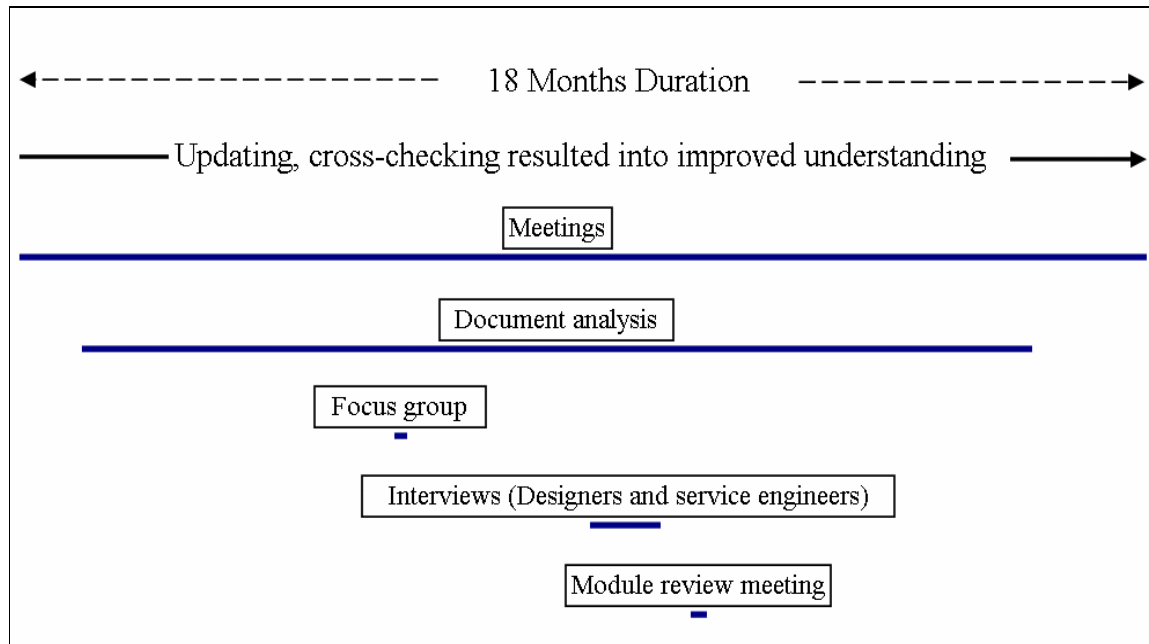 18 Months Duration
Updating, cross-checking resulted into improved understanding
Meetings
Document analysis
Focus group
Interviews (Designers and service engineers)
Module review meeting